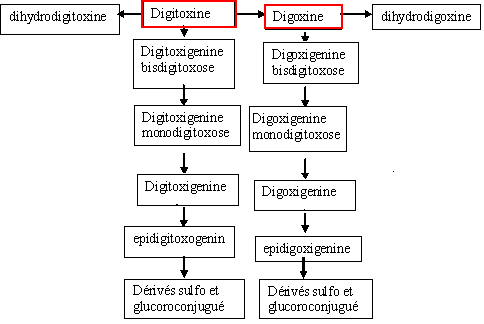 dihydrodigitoxine
Digitoxine
Digoxine
dihydrodigoxine
Digitoxigenine
bisdigitoxose
Digoxigenine
bisdigitoxose
Digitoxigenine
monodigitoxose
Digoxigenine
monodigitoxose
Digitoxigenine
Digoxigenine
epidigitoxogenin
epidigoxigenine
Dérivés sulfo et
glucoroconjugué
Dérivés sulfo et
glucoroconjugué